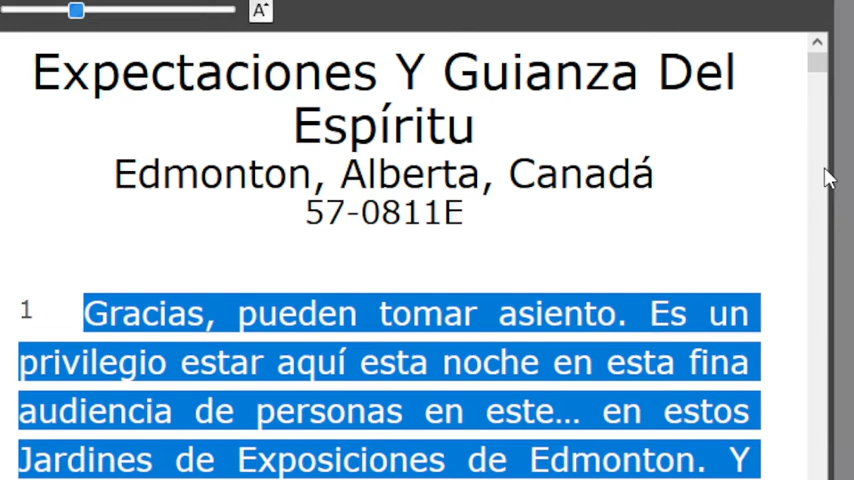 A
Expectaciones Y Guianza Del
Espíritu
Edmonton, Alberta, Canadá
57-0811E
1 Gracias, pueden tomar asiento. Es un
privilegio estar aquí esta noche en esta fina
audiencia de personas en este... en estos
Jardines de Exposiciones de Edmonton. Y